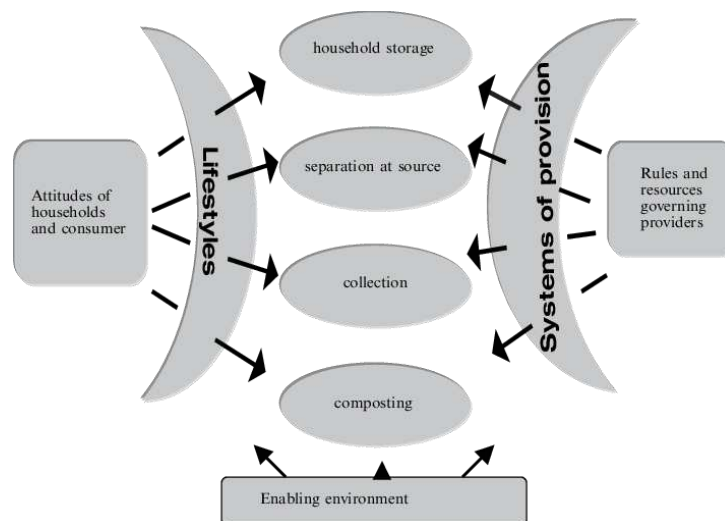 household storage
Lifestyles
Systems of provision
separation at source
Attitudes of
households
and consumer
Rules and
resources
governing
providers
collection
composting
Enabling environment